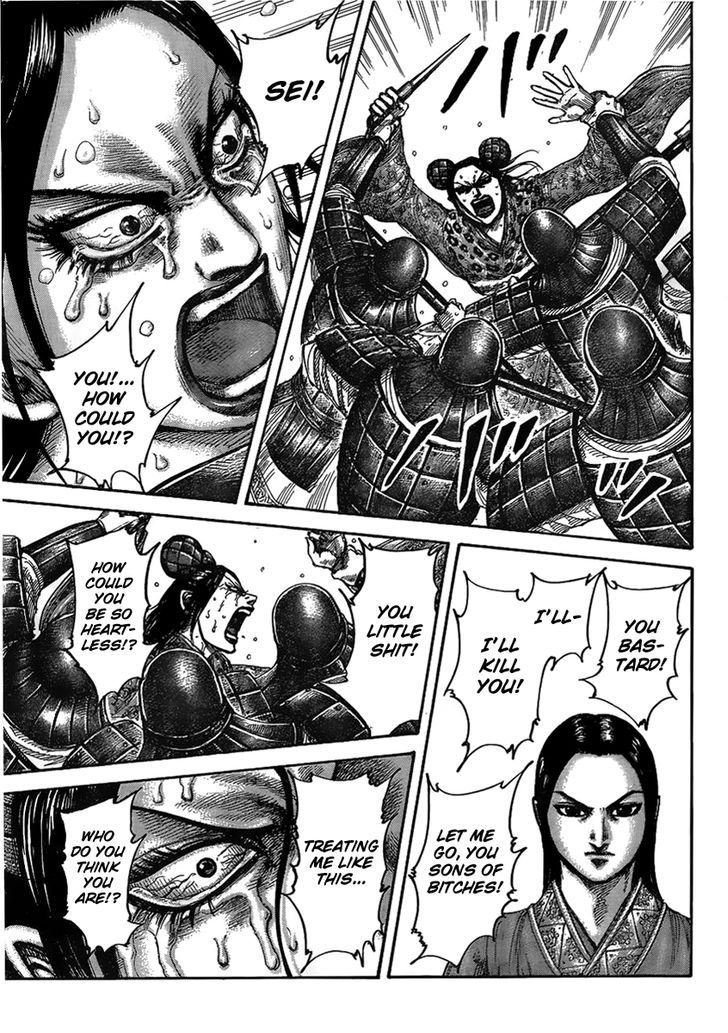 SEI!
YOU!...
HOW
COULD
YOU!?
YOU
BAS-
TARD!
I'LL-
I'LL
KILL
YOU!
LET ME
GO, YOU
SONS OF
BITCHES!
YOU
LITTLE
SHIT!
HOW
COULD
YOU
BE SO
HEART-
LESS!?
TREATING
ME LIKE
THIS...
WHO
DO YOU
THINK
YOU
ARE!?